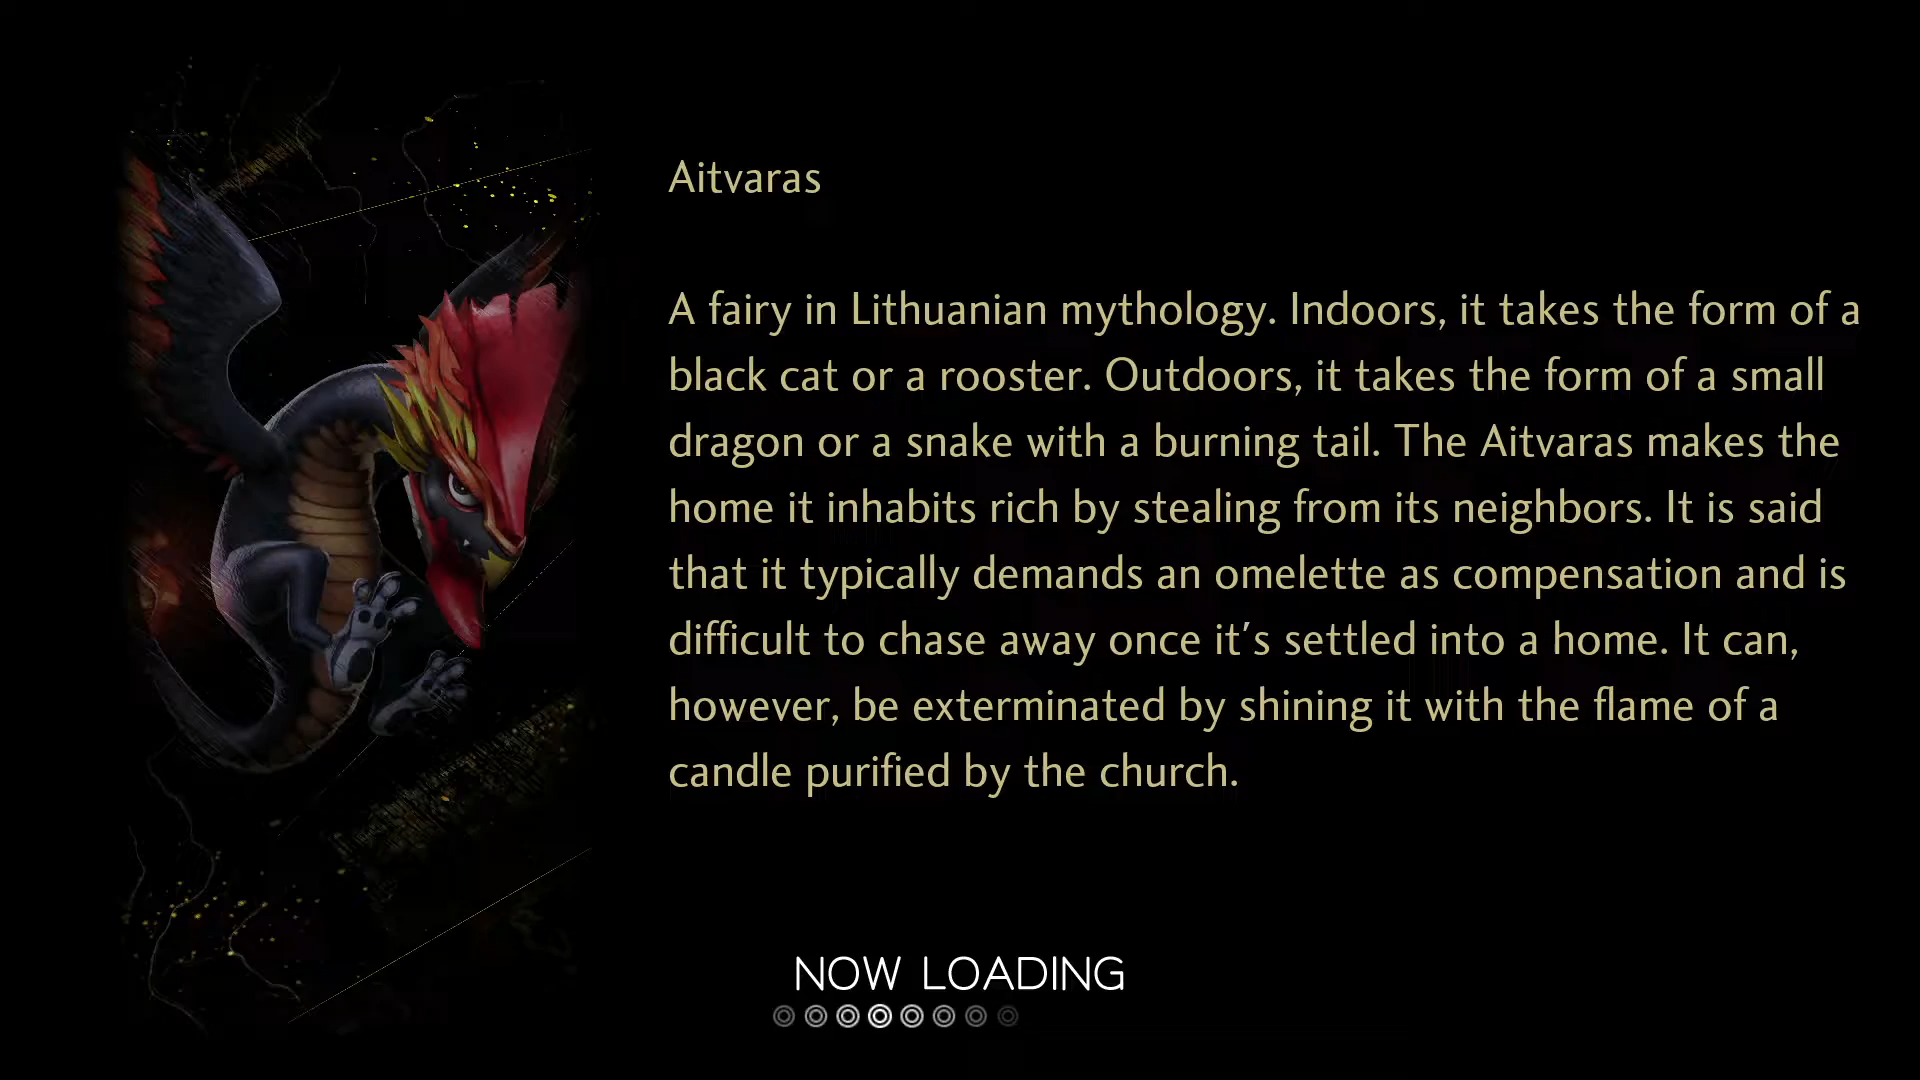 Aitvaras
A fairy in Lithuanian mythology. Indoors, it takes the form of a
black cat or a rooster. Outdoors, it takes the form of a small
dragon or a snake with a burning tail. The Aitvaras makes the
home it inhabits rich by stealing from its neighbors. It is said
that it typically demands an omelette as compensation and is
difficult to chase away once it's settled into a home. It can,
however, be exterminated by shining it with the flame of a
candle purified by the church.
NOW LOADING